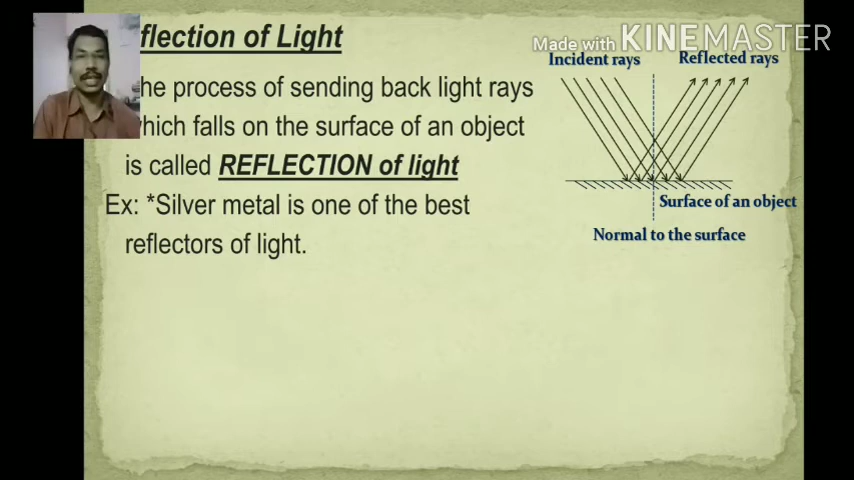 flection of Light
Made with KINEMASTER
Incident rays Reflected rays
he process of sending back light rays
which falls on the surface of an object
is called REFLECTION of light
Ex: *Silver metal is one of the best
reflectors of light.
Surface of an object
Normal to the surface